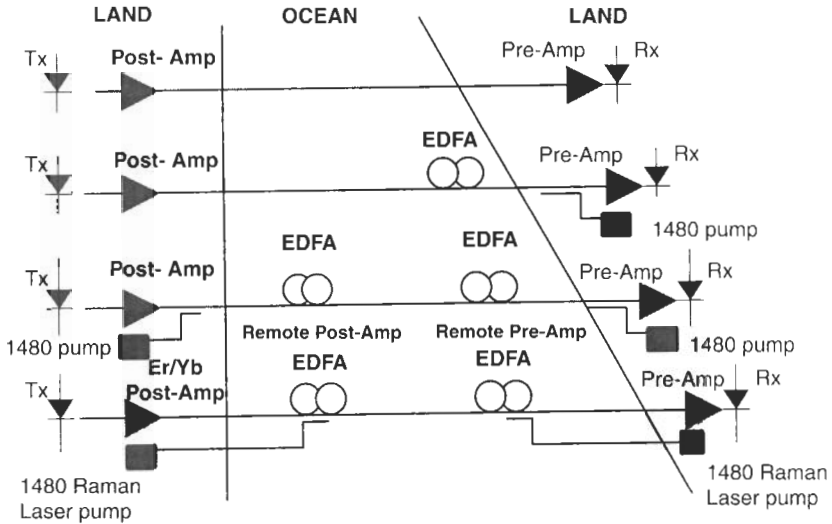 LAND OCEAN LAND
Tx Post- Amp Pre-Amp Rx
EDFA
Tx Post- Amp Pre-Amp Rx
1480 pump
EDFA EDFA
Tx Post- Amp Pre-Amp Rx
Remote Post-Amp Remote Pre-Amp
1480 pump 1480 pump
Er/Yb EDFA EDFA
Tx Post-Amp Pre-Amp Rx
1480 Raman 1480 Raman
Laser pump Laser pump